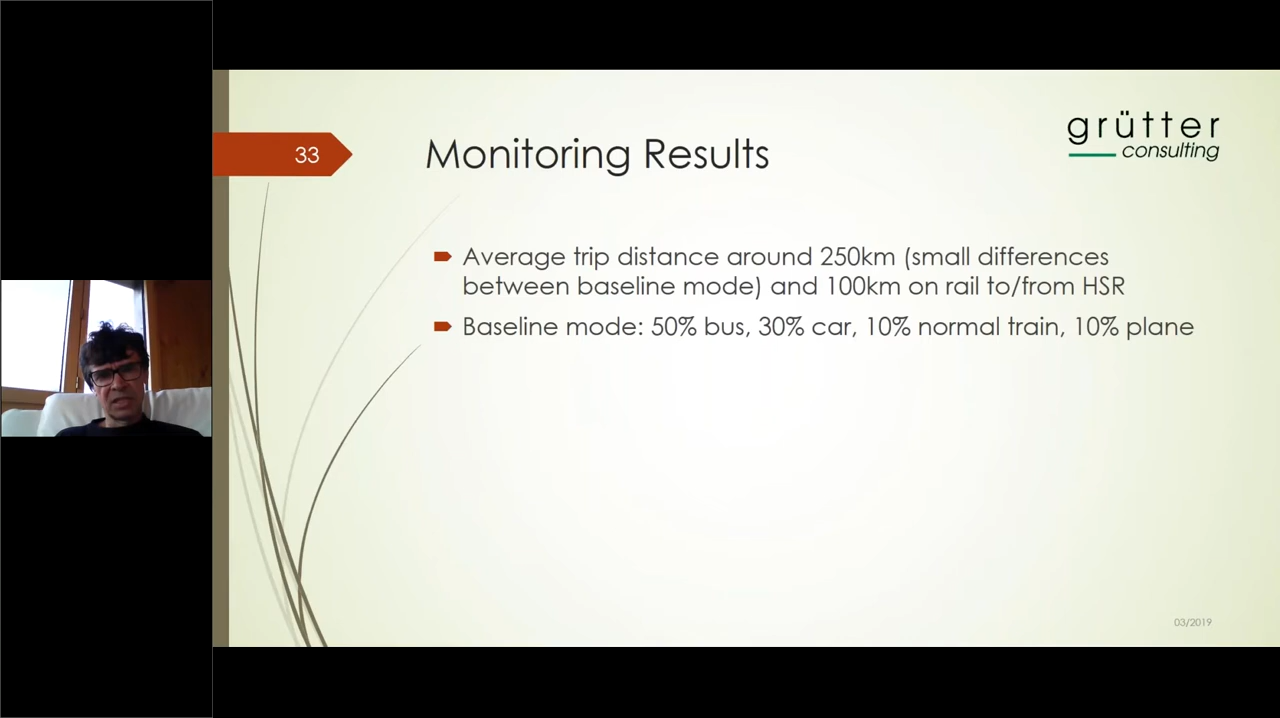 33
Monitoring Results
grütter
consulting
Average trip distance around 250km (small differences
between baseline mode) and 100km on rail to/from HSR
Baseline mode: 50% bus, 30% car, 10% normal train, 10% plane
03/2019